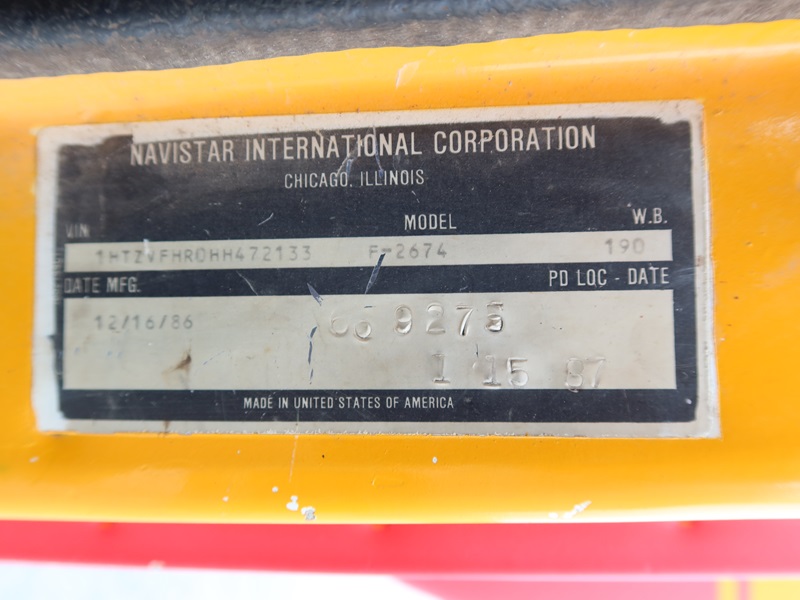 NAVISTAR INTERNATIONAL CORPORATION
CHICAGO, ILLINOIS
VIN MODEL W.B.
1HTZVFHR0HH472133 F-2674 190
DATE MFG. PD LOC - DATE
12/16/86 669275
1 15 87
MADE IN UNITED STATES OF AMERICA